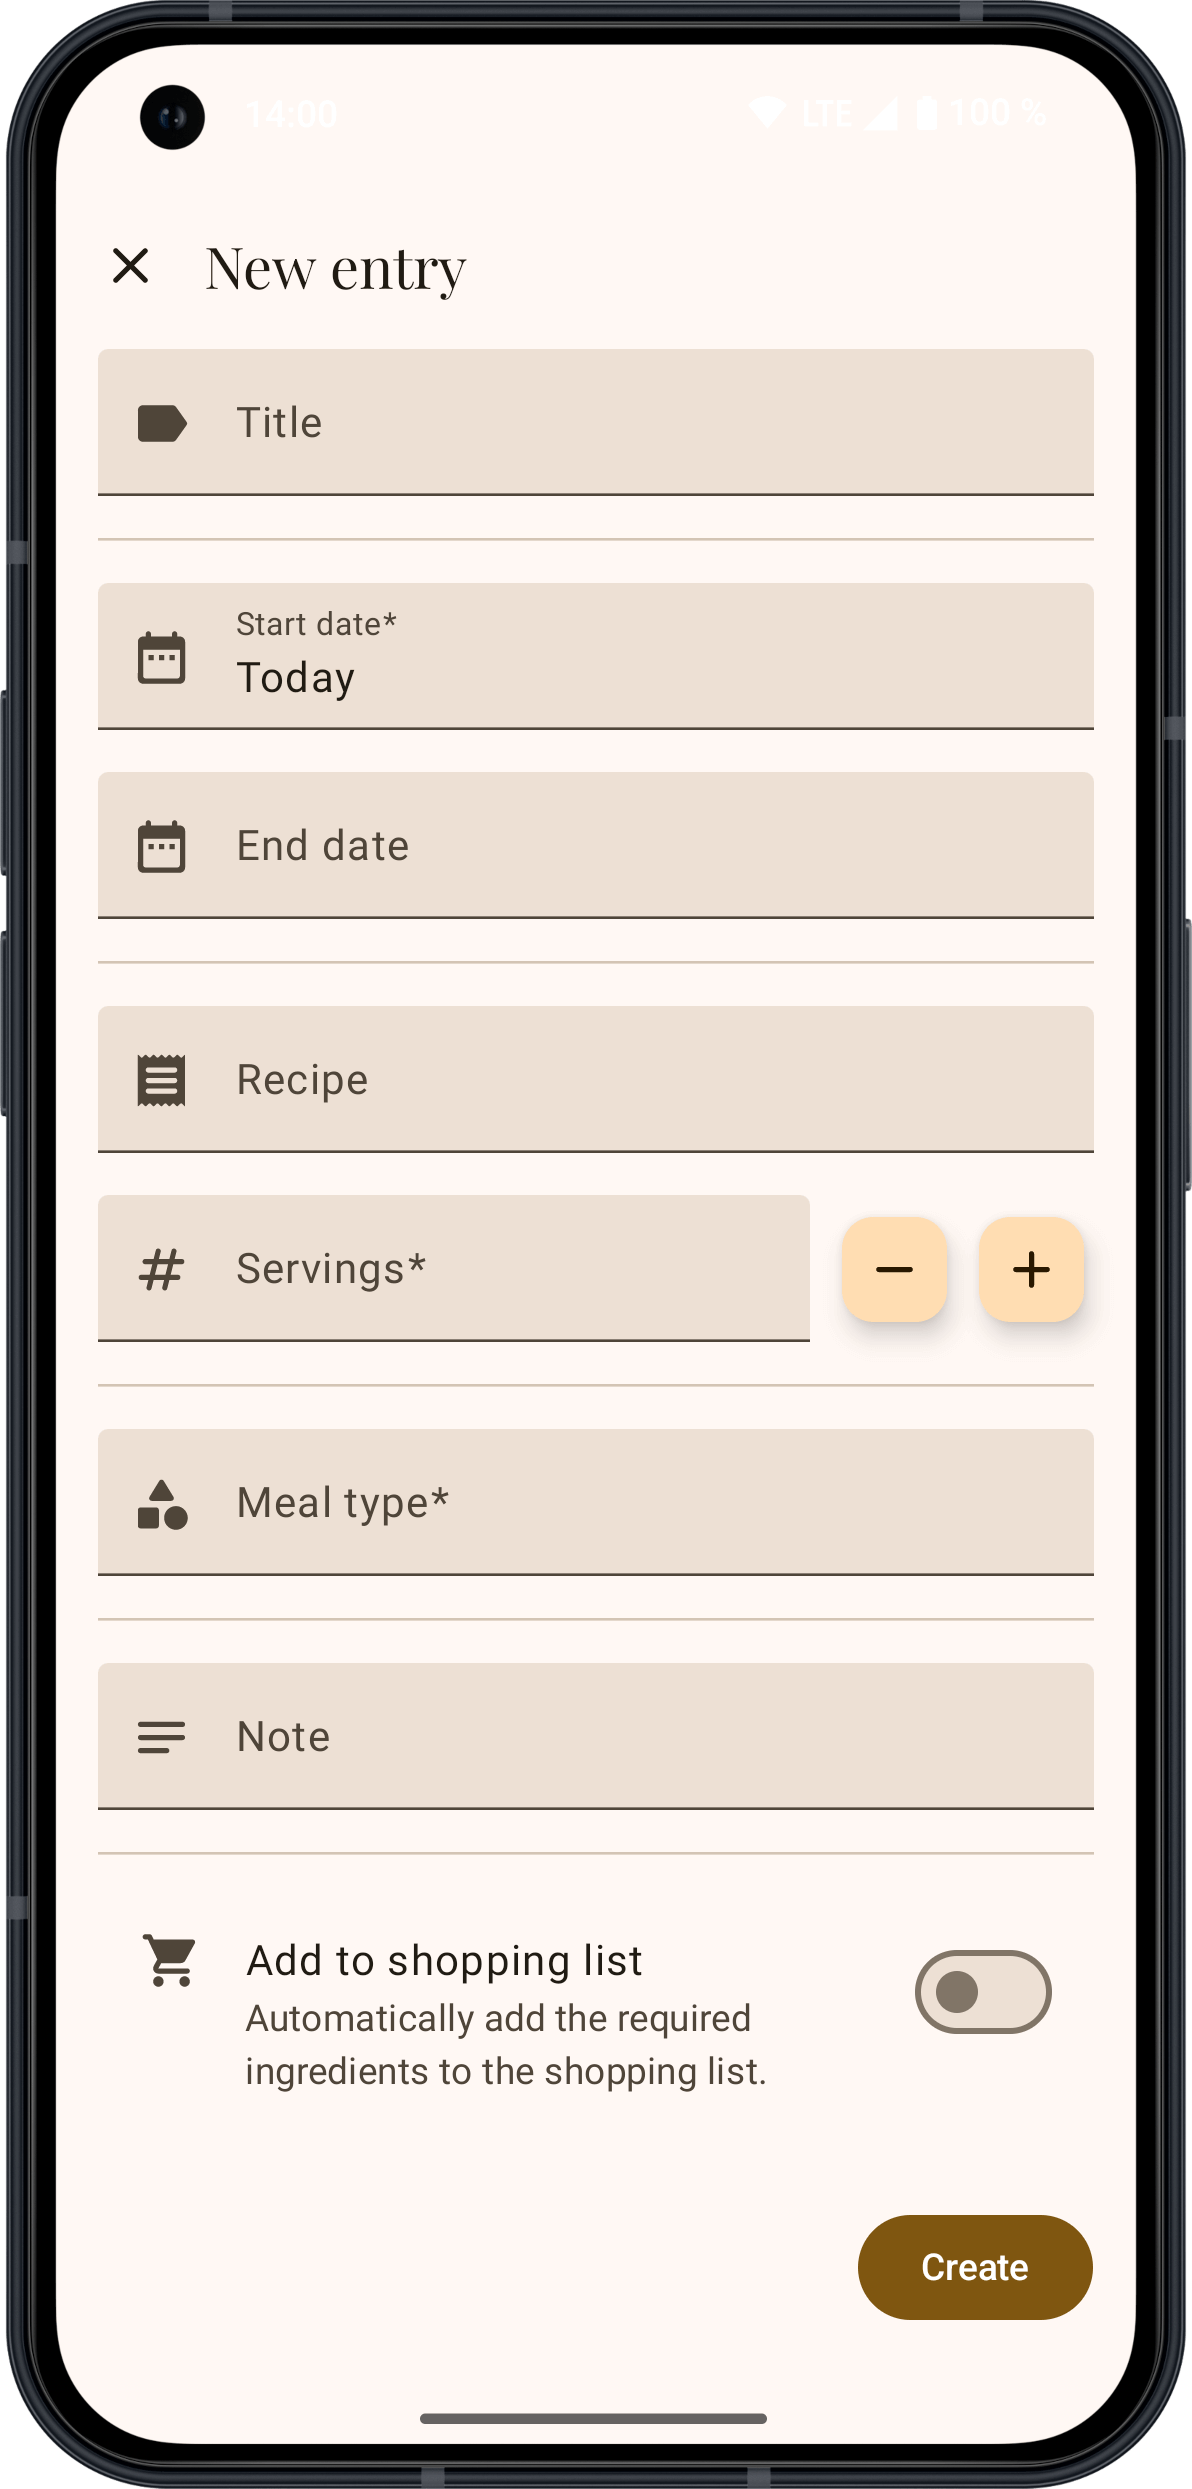 14:00 LTE 100 %
New entry
Title
Start date*
Today
End date
Recipe
Servings*
Meal type*
Note
Add to shopping list
Automatically add the required
ingredients to the shopping list.
Create